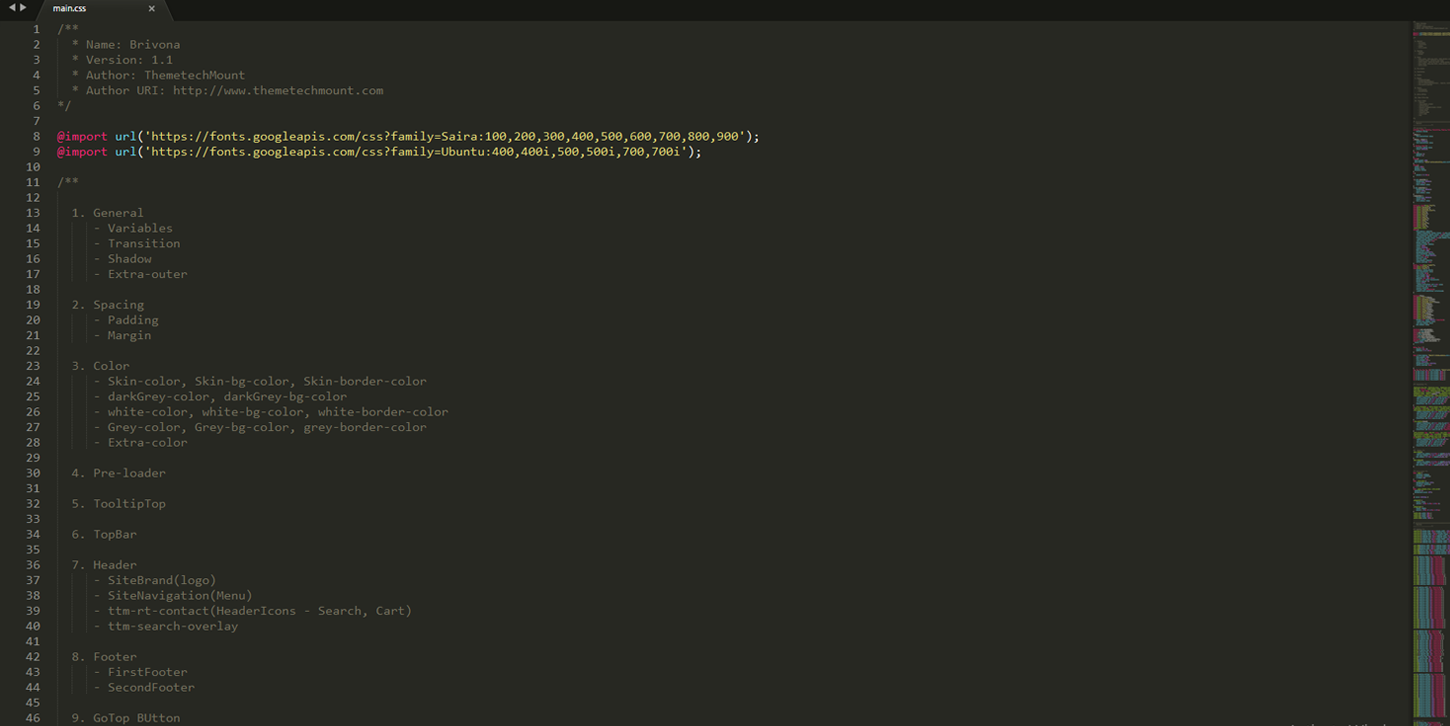 main.css
1 /**
2 * Name: Brivona
3 * Version: 1.1
4 * Author: ThemetechMount
5 * Author URI: http://www.themetechmount.com
6 */
7
8 @import url('https://fonts.googleapis.com/css?family=Saira:100,200,300,400,500,600,700,800,900');
9 @import url('https://fonts.googleapis.com/css?family=Ubuntu:400,400i,500,500i,700,700i');
10
11 /**
12
13 1. General
14 - Variables
15 - Transition
16 - Shadow
17 - Extra-outer
18
19 2. Spacing
20 - Padding
21 - Margin
22
23 3. Color
24 - Skin-color, Skin-bg-color, Skin-border-color
25 - darkGrey-color, darkGrey-bg-color
26 - white-color, white-bg-color, white-border-color
27 - Grey-color, Grey-bg-color, grey-border-color
28 - Extra-color
29
30 4. Pre-loader
31
32 5. TooltipTop
33
34 6. TopBar
35
36 7. Header
37 - SiteBrand(logo)
38 - SiteNavigation(Menu)
39 - ttm-rt-contact(HeaderIcons - Search, Cart)
40 - ttm-search-overlay
41
42 8. Footer
43 - FirstFooter
44 - SecondFooter
45
46 9. GoTop BUtton